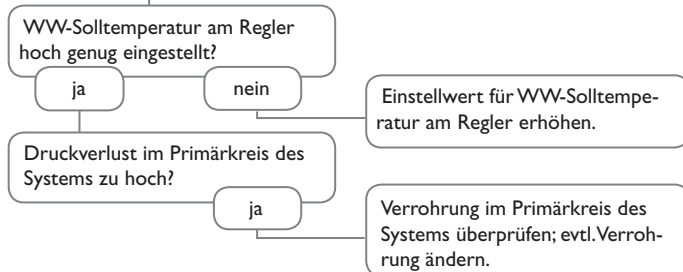 WW-Solltemperatur am Regler
hoch genug eingestellt?
ja
nein
Einstellwert für WW-Solltempe-
ratur am Regler erhöhen.
Druckverlust im Primärkreis des
Systems zu hoch?
ja
Verrohrung im Primärkreis des
Systems überprüfen; evtl. Verroh-
rung ändern.